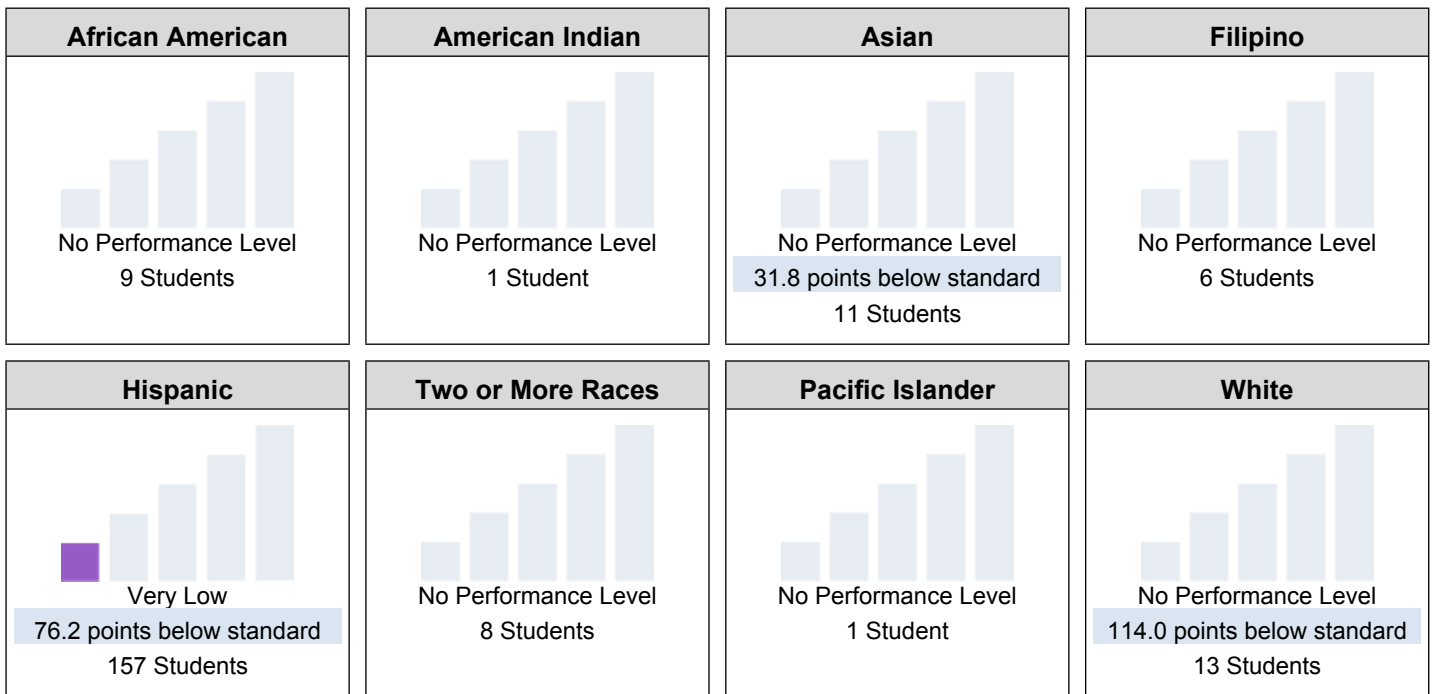 African American
No Performance Level
9 Students
American Indian
No Performance Level
1 Student
Asian
No Performance Level
31.8 points below standard
11 Students
Filipino
No Performance Level
6 Students
Hispanic
Very Low
76.2 points below standard
157 Students
Two or More Races
No Performance Level
8 Students
Pacific Islander
No Performance Level
1 Student
White
No Performance Level
114.0 points below standard
13 Students